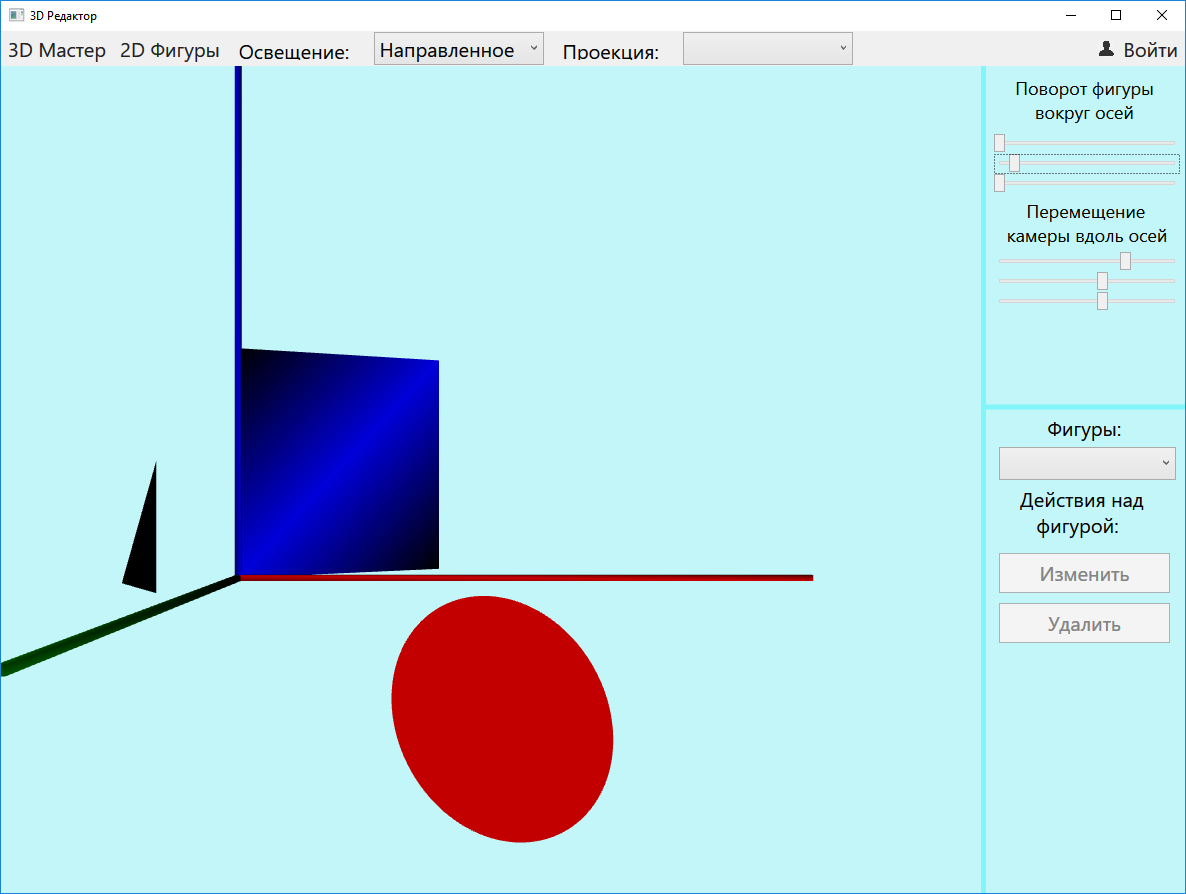 3D Редактор
3D Мастер 2D Фигуры Освещение: Направленное Проекция: Войти
Поворот фигуры
вокруг осей
Перемещение
камеры вдоль осей
Фигуры:
Действия над
фигурой:
Изменить
Удалить